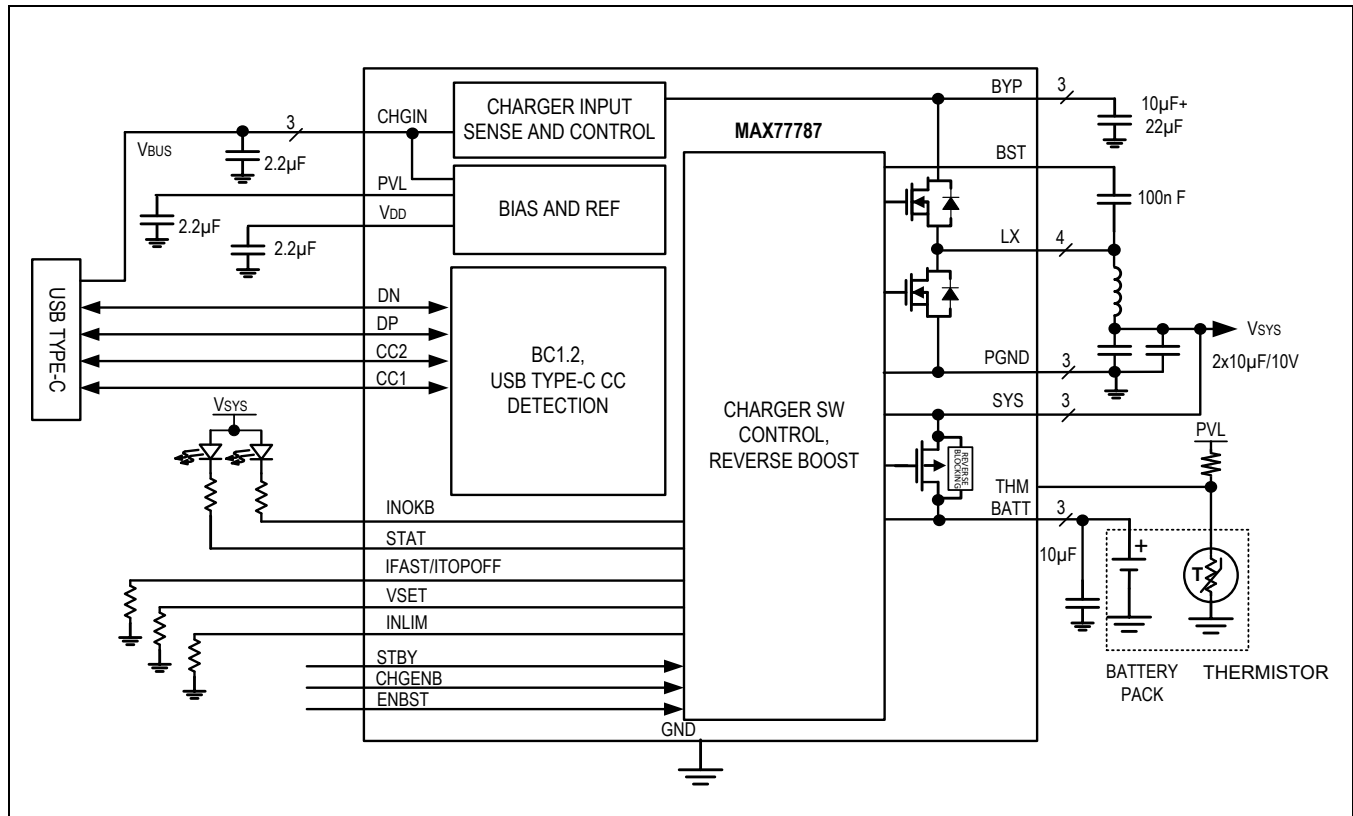 CHARGER INPUT
SENSE AND CONTROL
BYP
3
10µF+
22µF
CHGIN
3
VBUS
2.2µF
MAX77787
BST
100n F
PVL
2.2µF
BIAS AND REF
VDD
2.2µF
LX
4
USB TYPE-C
DN
DP
CC2
CC1
BC1.2,
USB TYPE-C CC
DETECTION
VSYS
2x10µF/10V
PGND
3
CHARGER SW
CONTROL,
REVERSE BOOST
SYS
3
REVERSE
BLOCKING
PVL
THM
BATT
3
10µF
+
T
BATTERY
PACK
THERMISTOR
VSYS
INOKB
STAT
IFAST/ITOPOFF
VSET
INLIM
STBY
CHGENB
ENBST
GND